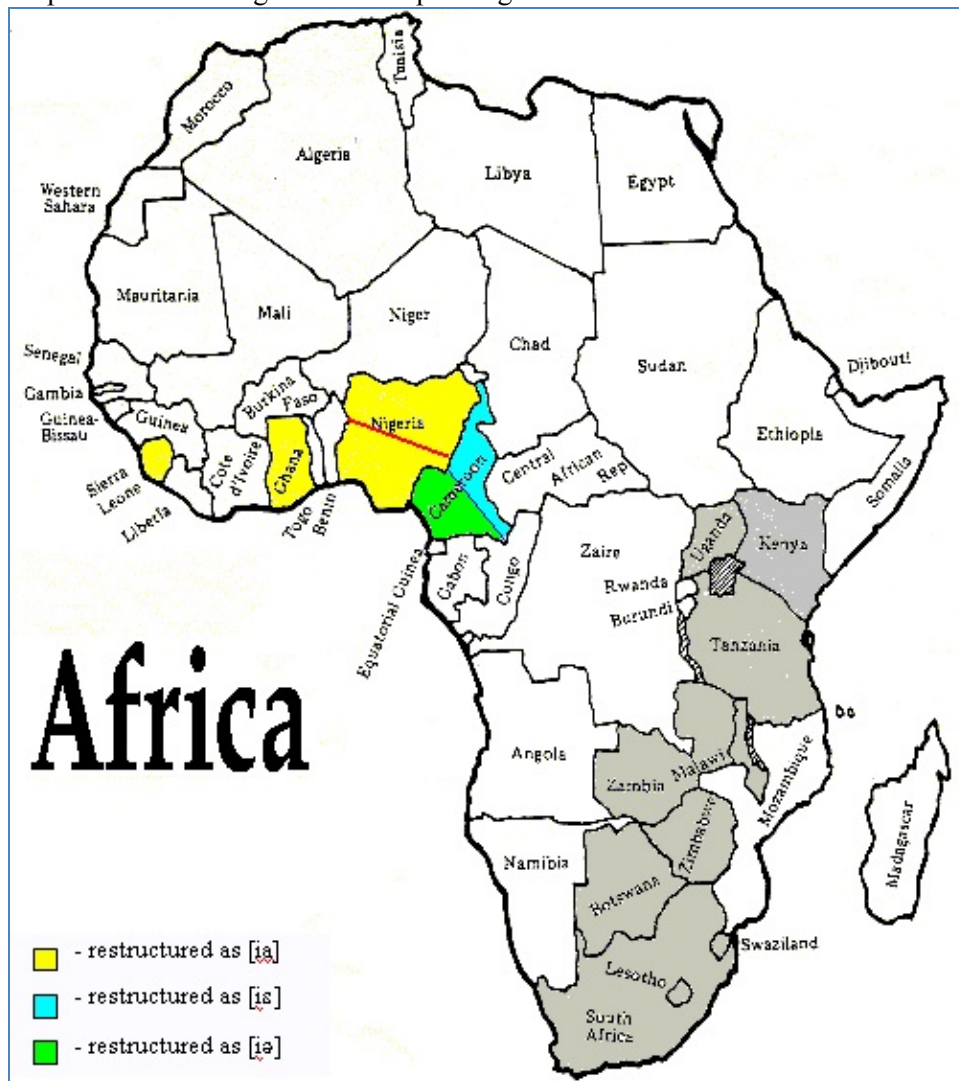 Tunisia
Morocco
Algeria
Libya
Egypt
Western
Sahara
Mauritania
Mali
Niger
Chad
Sudan
Djibouti
Senegal
Gambia
Guinea-
Bissau
Guinea
Burkina
Faso
Nigeria
Ethiopia
Somalia
Sierra
Leone
Liberia
Cote
d'Ivoire
Ghana
Togo
Benin
Cameroon
Central
African
Rep
Equatorial Guinea
Gabon
Congo
Zaire
Uganda
Kenya
Rwanda
Burundi
Tanzania
Africa
Angola
Zambia
Malawi
Mozambique
Zimbabwe
Namibia
Botswana
Madagascar
Swaziland
Lesotho
South
Africa
- restructured as [ia]
- restructured as [iɛ]
- restructured as [iə]